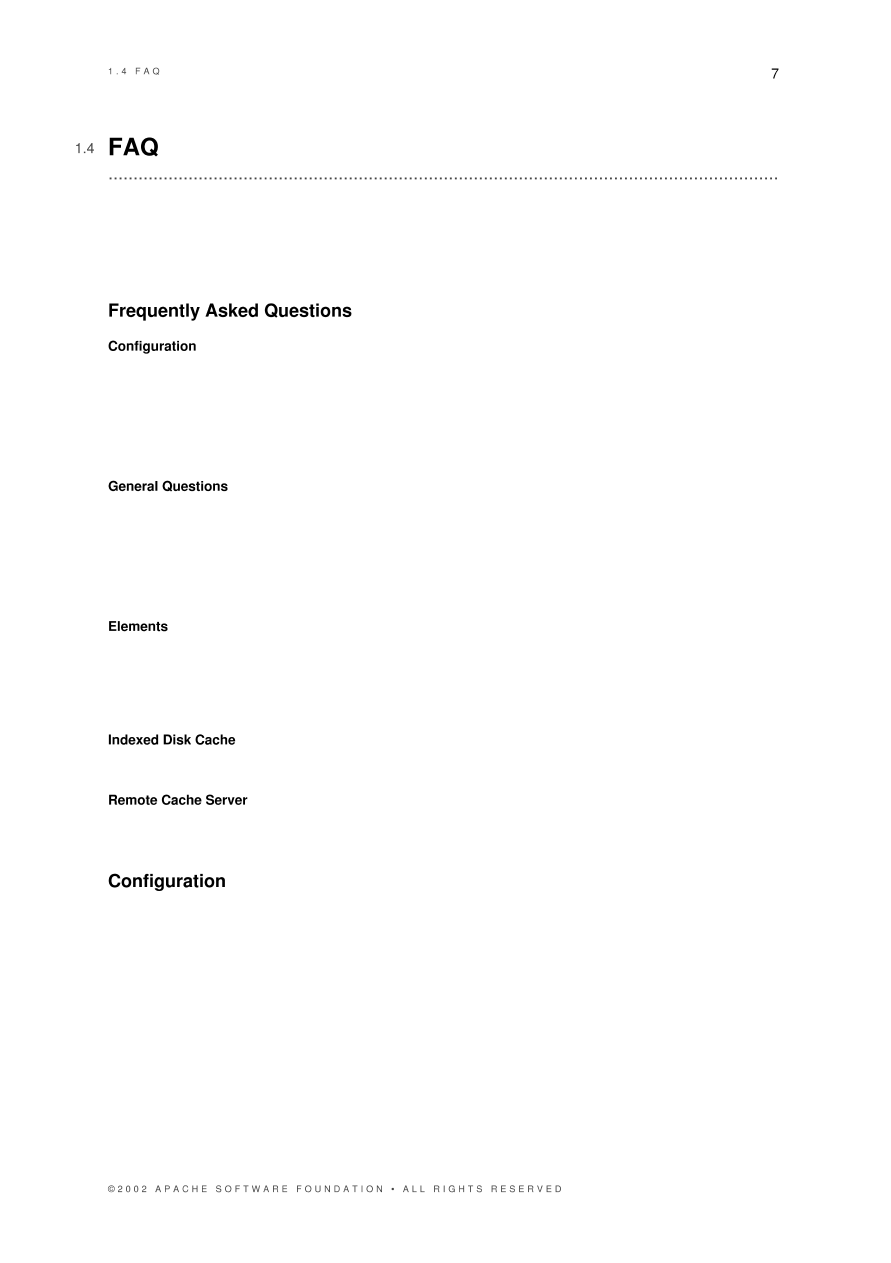 1.4 FAQ
7
1.4 FAQ
Frequently Asked Questions
Configuration
General Questions
Elements
Indexed Disk Cache
Remote Cache Server
Configuration
©2002 APACHE SOFTWARE FOUNDATION • ALL RIGHTS RESERVED